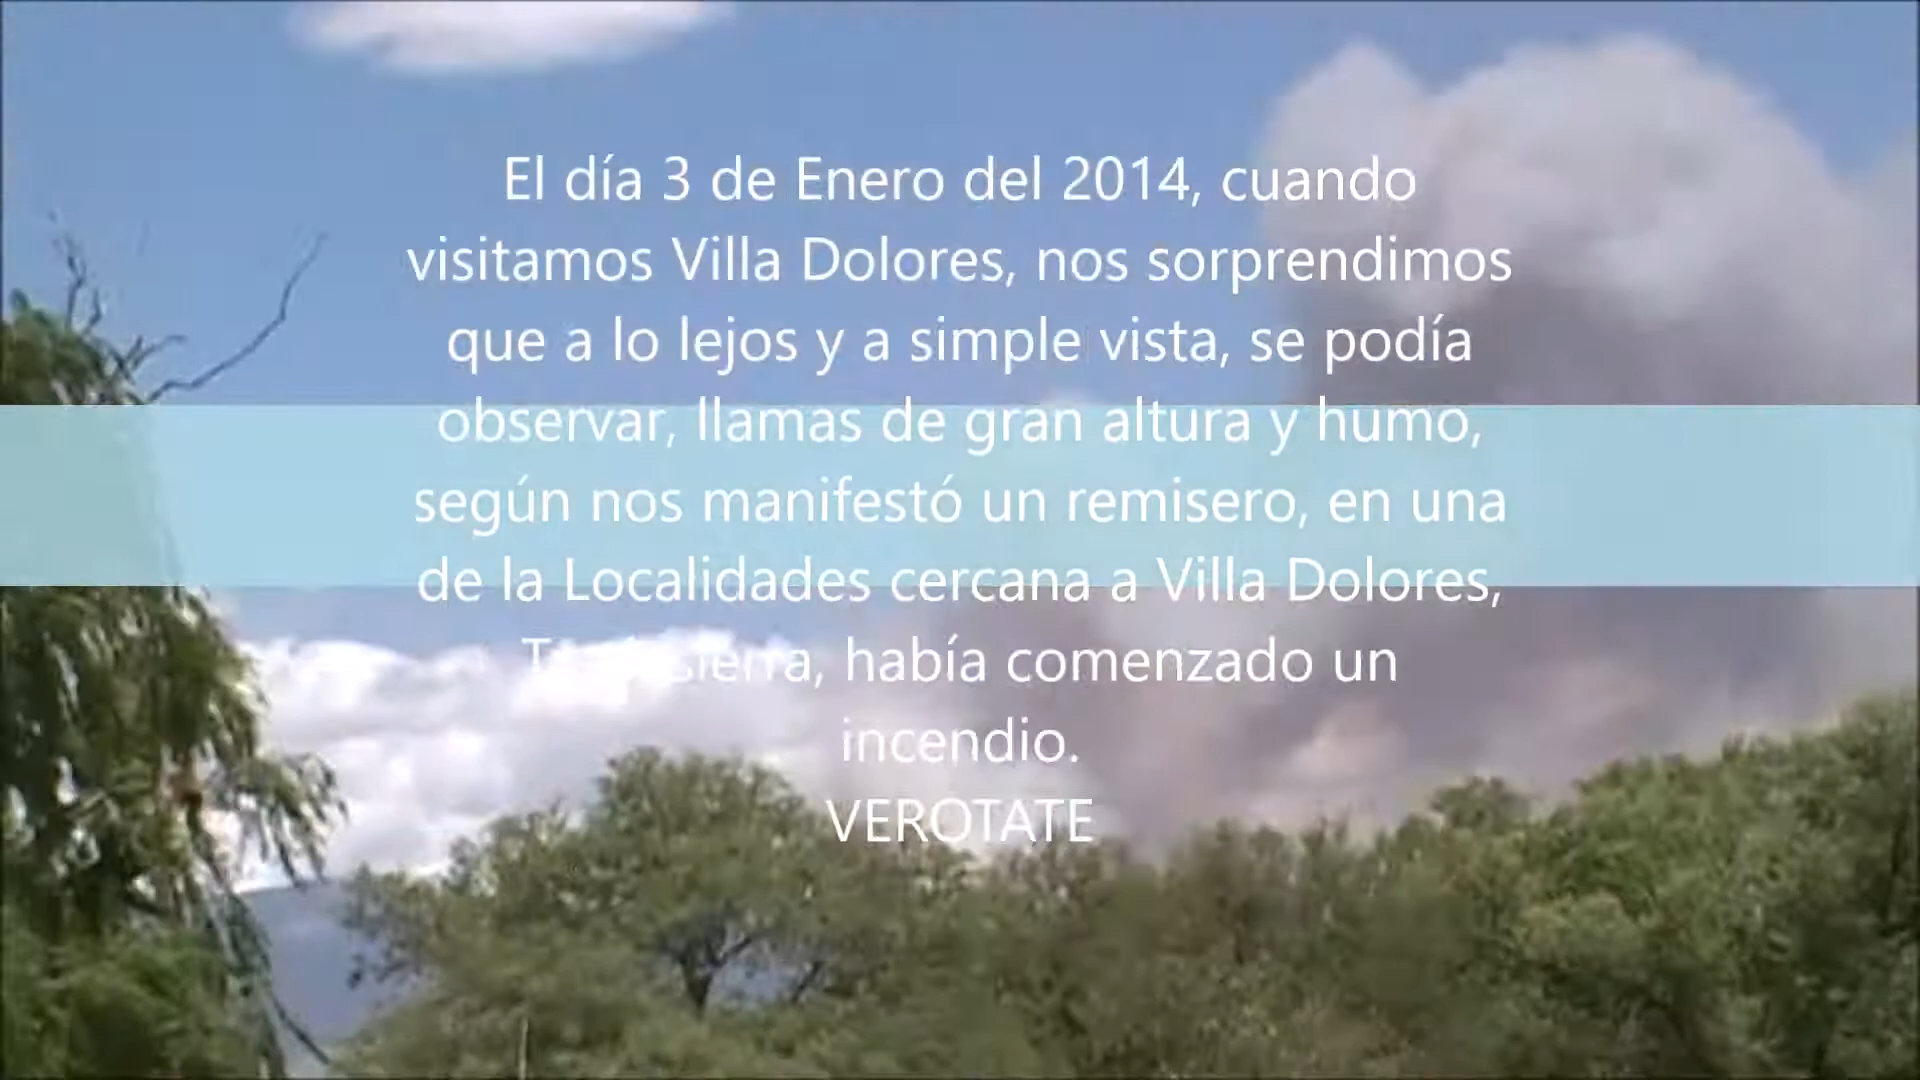 El día 3 de Enero del 2014, cuando
visitamos Villa Dolores, nos sorprendimos
que a lo lejos y a simple vista, se podía
observar, llamas de gran altura y humo,
según nos manifestó un remisero, en una
de la Localidades cercana a Villa Dolores,
había comenzado un
incendio.
VEROTATE